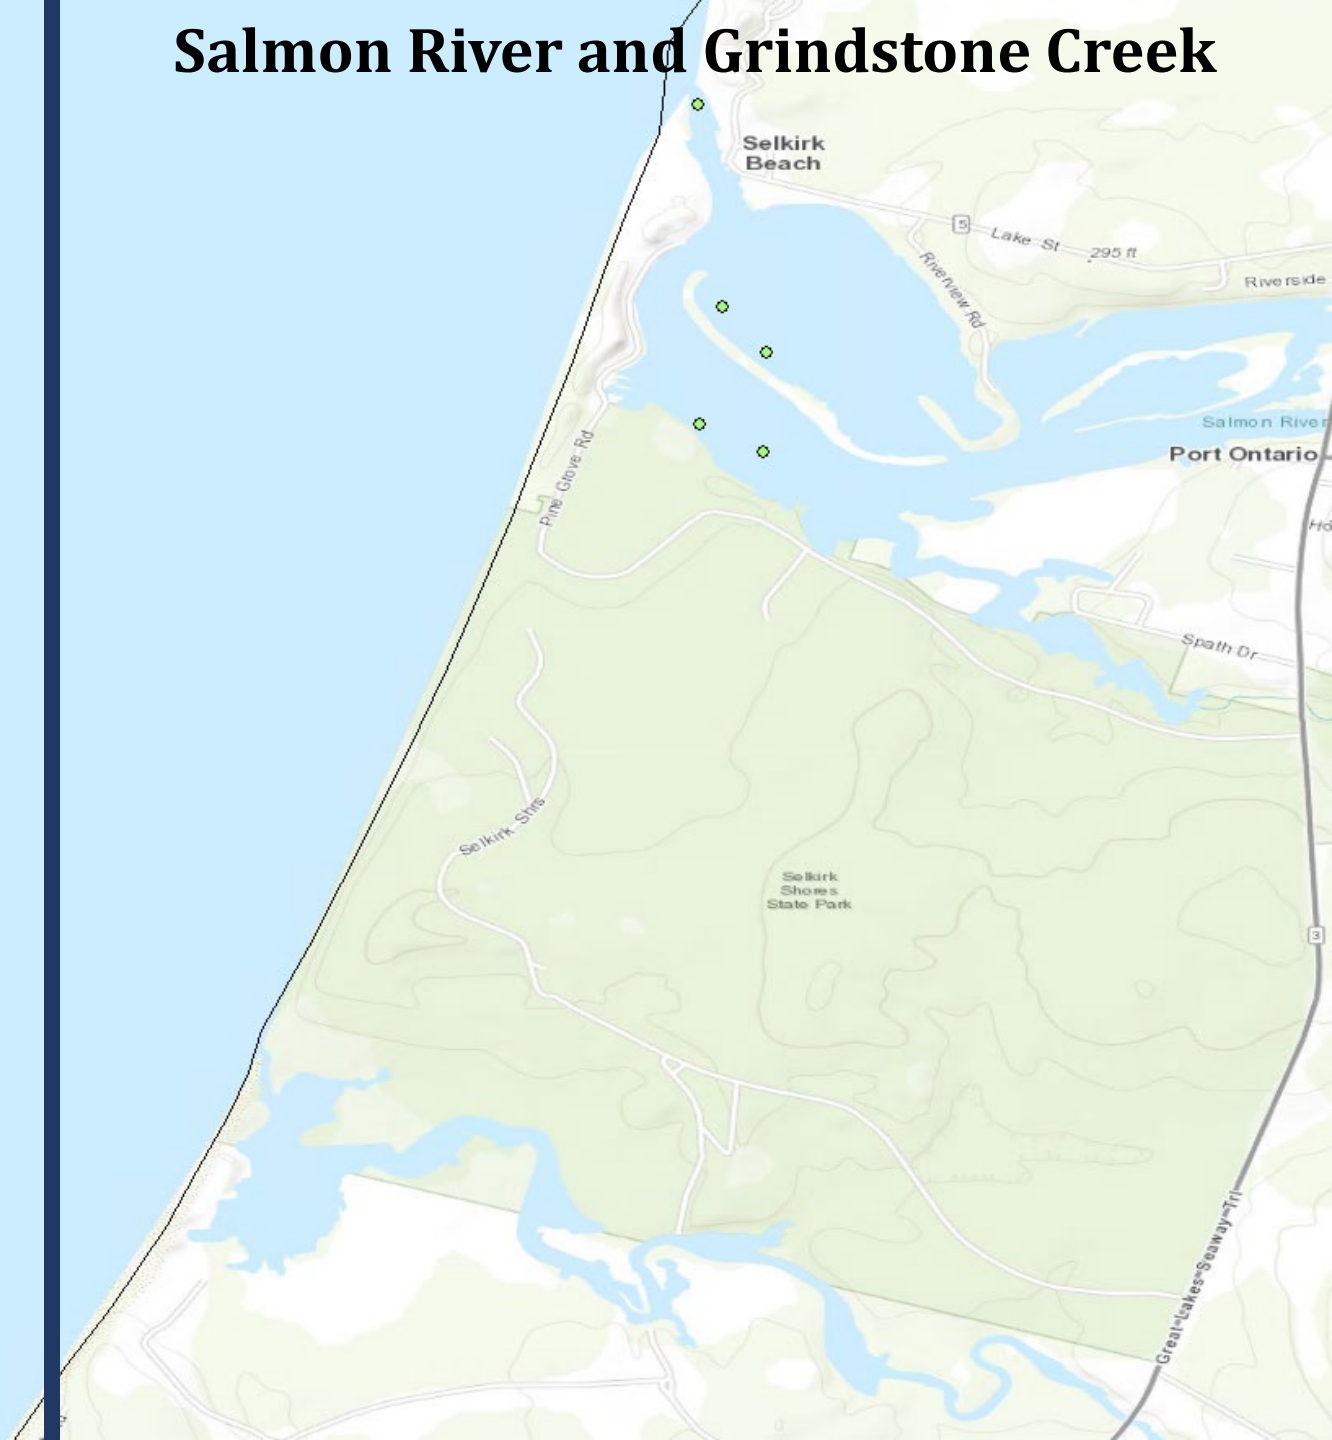 Salmon River and Grindstone Creek
Selkirk
Beach
5
Lake St
295 ft
Riverview Rd
Riverside
Salmon River
Port Ontario
Pine Grove Rd
Ho
Spath Dr
Selkirk Shrs
Selkirk
Shores
State Park
3
Great Lakes Seaway Trl